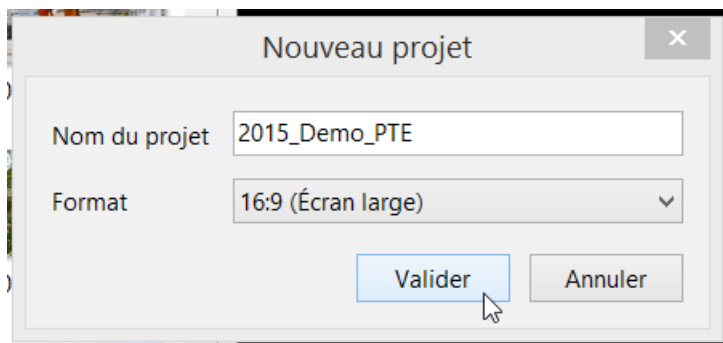 Nouveau projet
Nom du projet 2015_Demo_PTE
Format 16:9 (Écran large)
Valider Annuler